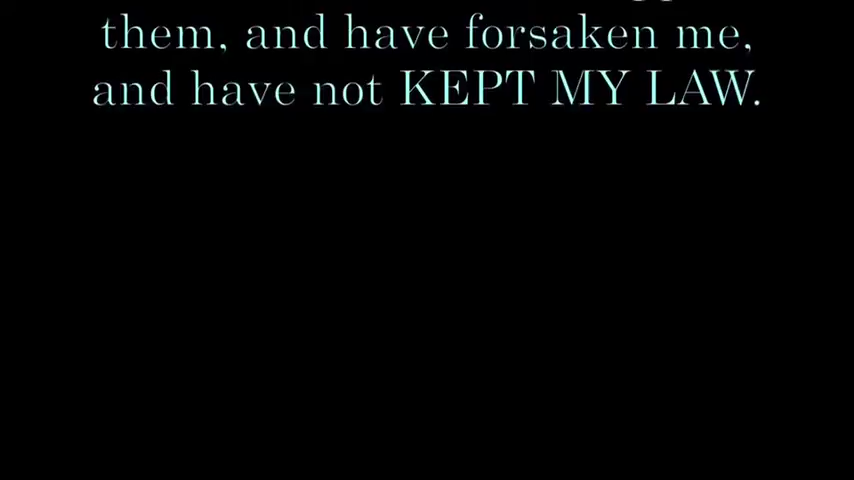 them, and have forsaken me,
and have not KEPT MY LAW.